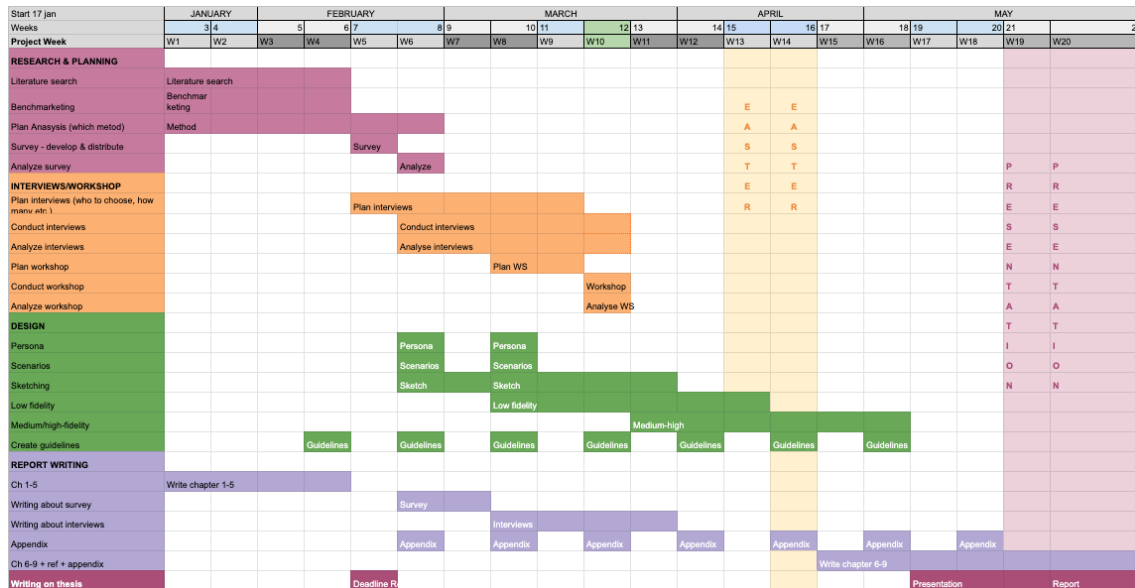 Start 17 jan JANUARY FEBRUARY MARCH APRIL MAY
Weeks 3 4 5 6 7 8 9 10 11 12 13 14 15 16 17 18 19 20 21 2
Project Week W1 W2 W3 W4 W5 W6 W7 W8 W9 W10 W11 W12 W13 W14 W15 W16 W17 W18 W19 W20
RESEARCH & PLANNING
Literature search Literature search
Benchmarketing Benchmar keting E E
Plan Anasysis (which metod) Method A A
Survey - develop & distribute Survey S S
Analyze survey Analyze T T P P
INTERVIEWS/WORKSHOP E E R R
Plan interviews (who to choose, how many etc.) Plan interviews R R E E
Conduct interviews Conduct interviews S S
Analyze interviews Analyse interviews E E
Plan workshop Plan WS N N
Conduct workshop Workshop T T
Analyze workshop Analyse WS A A
DESIGN T T
Persona Persona Persona I I
Scenarios Scenarios Scenarios O O
Sketching Sketch Sketch N N
Low fidelity Low fidelity
Medium/high-fidelity Medium-high
Create guidelines Guidelines Guidelines Guidelines Guidelines Guidelines Guidelines Guidelines
REPORT WRITING
Ch 1-5 Write chapter 1-5
Writing about survey Survey
Writing about interviews Interviews
Appendix Appendix Appendix Appendix Appendix Appendix Appendix Appendix
Ch 6-9 + ref + appendix Write chapter 6-9
Writing on thesis Deadline Presentation Report